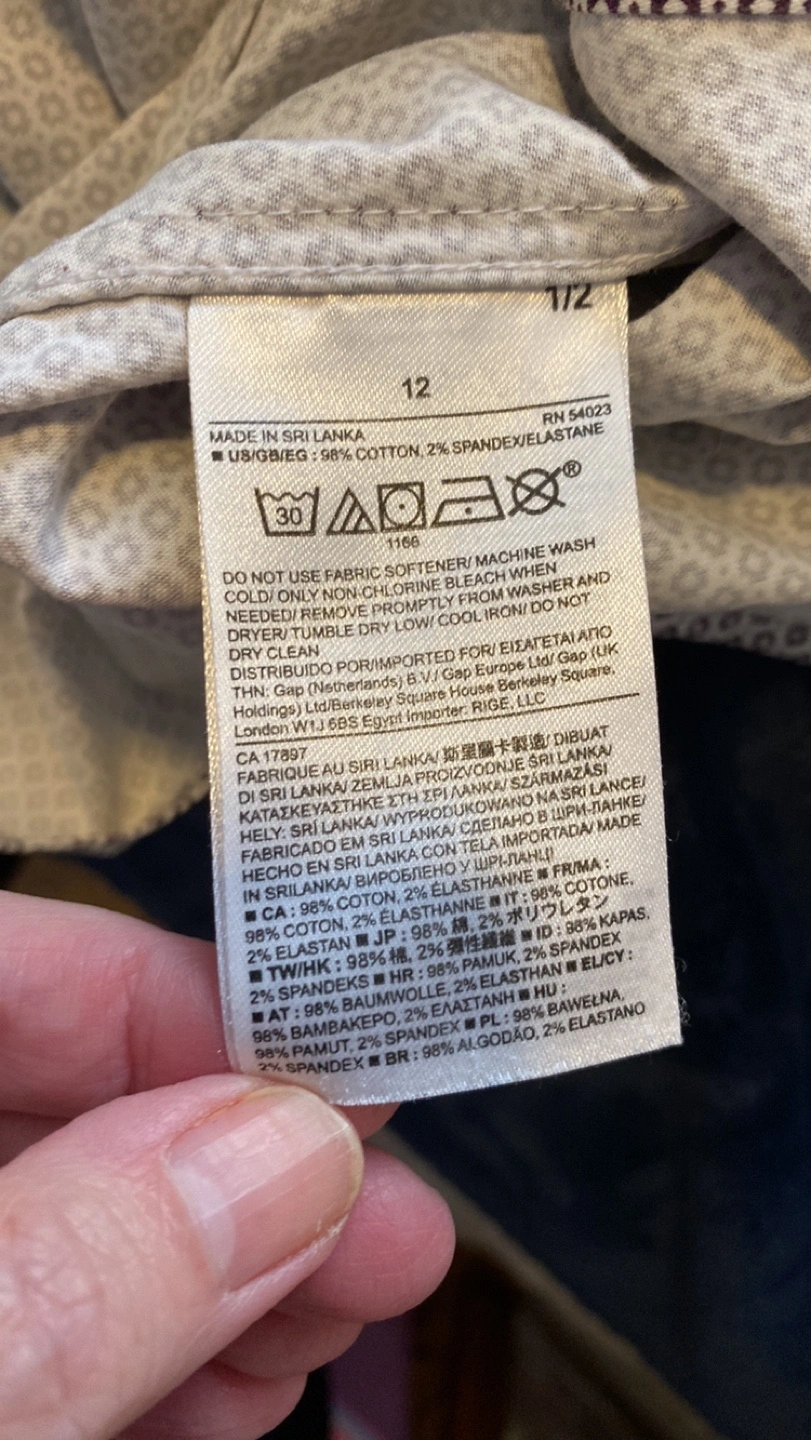 1/2
12
RN 54023
MADE IN SRI LANKA
■ US/GB/EG : 98% COTTON, 2% SPANDEX/ELASTANE
30
®
1166
DO NOT USE FABRIC SOFTENER/ MACHINE WASH
COLD/ ONLY NON-CHLORINE BLEACH WHEN
NEEDED/ REMOVE PROMPTLY FROM WASHER AND
DRYER/ TUMBLE DRY LOW/ COOL IRON/ DO NOT
DRY CLEAN
DISTRIBUIDO POR/IMPORTED FOR/ ΕΙΣΑΓΕΤΑΙ ΑΠΟ
THN: Gap (Netherlands) B.V./ Gap Europe Ltd/ Gap (UK
Holdings) Ltd/Berkeley Square House Berkeley Square,
London W1J 6BS Egypt Importer: RIGE, LLC
CA 17897
FABRIQUE AU SIRI LANKA/ 斯里蘭卡製造/ DIBUAT
DI SRI LANKA/ ZEMLJA PROIZVODNJE SRI LANKA/
ΚΑΤΑΣΚΕΥΑΣΤΗΚΕ ΣΤΗ ΣΡΙ ΛΑΝΚΑ/ SZÁRMAZÁSI
HELY: SRÍ LANKA/ WYPRODUKOWANO NA SRI LANCE/
FABRICADO EM SRI LANKA/ СДЕЛАНО В ШРИ-ЛАНКЕ/
HECHO EN SRI LANKA CON TELA IMPORTADA/ MADE
IN SRILANKA/ ВИРОБЛЕНО У ШРІ-ЛАНЦІ
■ CA : 98% COTON, 2% ÉLASTHANNE ■ FR/MA :
98% COTON, 2% ÉLASTHANNE ■ IT : 98% COTONE,
2% ELASTAN ■ JP : 98% 綿, 2% ポリウレタン
■ TW/HK : 98% 棉, 2% 彈性纖維 ■ ID : 98% KAPAS,
2% SPANDEKS ■ HR : 98% PAMUK, 2% SPANDEX
■ AT : 98% BAUMWOLLE, 2% ELASTHAN ■ EL/CY :
98% ΒΑΜΒΑΚΕΡΟ, 2% ΕΛΑΣΤΑΝΗ ■ HU :
98% PAMUT, 2% SPANDEX ■ PL : 98% BAWEŁNA,
2% SPANDEX ■ BR : 98% ALGODÃO, 2% ELASTANO